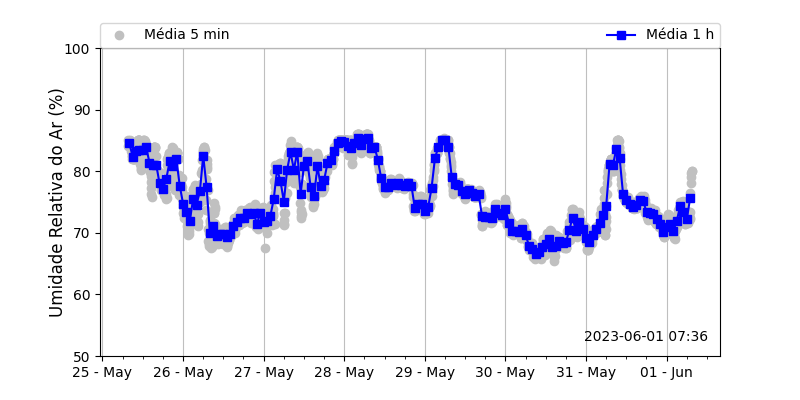 Média 5 min
Média 1 h
Umidade Relativa do Ar (%)
100
90
80
70
60
50
2023-06-01 07:36
25 - May
26 - May
27 - May
28 - May
29 - May
30 - May
31 - May
01 - Jun